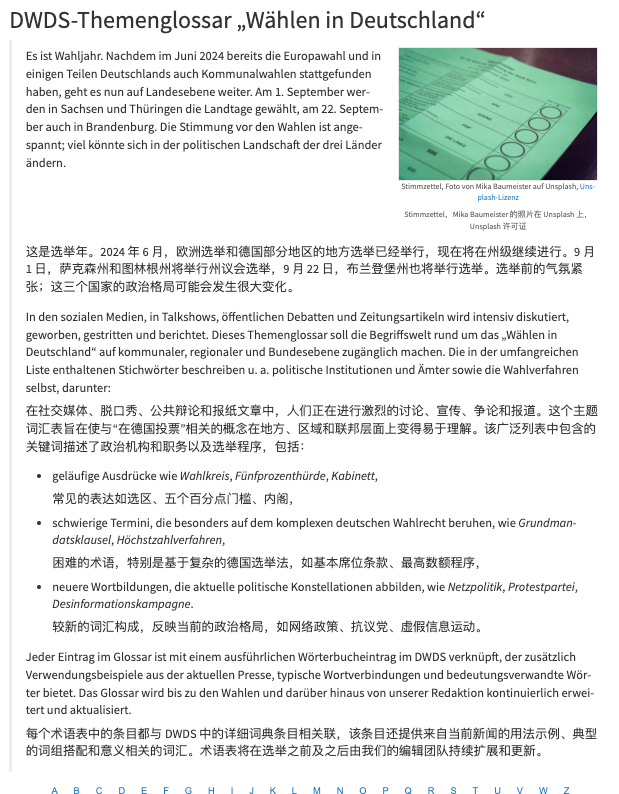 DWDS-Themenglossar „Wählen in Deutschland“
Es ist Wahljahr. Nachdem im Juni 2024 bereits die Europawahl und in
einigen Teilen Deutschlands auch Kommunalwahlen stattgefunden
haben, geht es nun auf Landesebene weiter. Am 1. September wer-
den in Sachsen und Thüringen die Landtage gewählt, am 22. Septem-
ber auch in Brandenburg. Die Stimmung vor den Wahlen ist ange-
spannt; viel könnte sich in der politischen Landschaft der drei Länder
ändern.
Stimmzettel, Foto von Mika Baumeister auf Unsplash, Uns-
plash-Lizenz
Stimmzettel，Mika Baumeister 的照片在 Unsplash 上，
Unsplash 许可证
这是选举年。2024 年 6 月，欧洲选举和德国部分地区的地方选举已经举行，现在将在州级继续进行。9 月
1 日，萨克森州和图林根州将举行州议会选举，9 月 22 日，布兰登堡州也将举行选举。选举前的气氛紧
张；这三个国家的政治格局可能会发生很大变化。
In den sozialen Medien, in Talkshows, öffentlichen Debatten und Zeitungsartikeln wird intensiv diskutiert,
geworben, gestritten und berichtet. Dieses Themenglossar soll die Begriffswelt rund um das „Wählen in
Deutschland“ auf kommunaler, regionaler und Bundesebene zugänglich machen. Die in der umfangreichen
Liste enthaltenen Stichwörter beschreiben u. a. politische Institutionen und Ämter sowie die Wahlverfahren
selbst, darunter:
在社交媒体、脱口秀、公共辩论和报纸文章中，人们正在进行激烈的讨论、宣传、争论和报道。这个主题
词汇表旨在使与“在德国投票”相关的概念在地方、区域和联邦层面上变得易于理解。该广泛列表中包含的
关键词描述了政治机构和职务以及选举程序，包括：
• geläufige Ausdrücke wie Wahlkreis, Fünfprozenthürde, Kabinett,
常见的表达如选区、五个百分点门槛、内阁，
• schwierige Termini, die besonders auf dem komplexen deutschen Wahlrecht beruhen, wie Grundman-
datsklausel, Höchstzahlverfahren,
困难的术语，特别是基于复杂的德国选举法，如基本席位条款、最高数额程序，
• neuere Wortbildungen, die aktuelle politische Konstellationen abbilden, wie Netzpolitik, Protestpartei,
Desinformationskampagne.
较新的词汇构成，反映当前的政治格局，如网络政策、抗议党、虚假信息运动。
Jeder Eintrag im Glossar ist mit einem ausführlichen Wörterbucheintrag im DWDS verknüpft, der zusätzlich
Verwendungsbeispiele aus der aktuellen Presse, typische Wortverbindungen und bedeutungsverwandte Wör-
ter bietet. Das Glossar wird bis zu den Wahlen und darüber hinaus von unserer Redaktion kontinuierlich erwei-
tert und aktualisiert.
每个术语表中的条目都与 DWDS 中的详细词典条目相关联，该条目还提供来自当前新闻的用法示例、典型
的词组搭配和意义相关的词汇。术语表将在选举之前及之后由我们的编辑团队持续扩展和更新。
A B C D E F G H I J K L M N O P Q R S T U V W Z